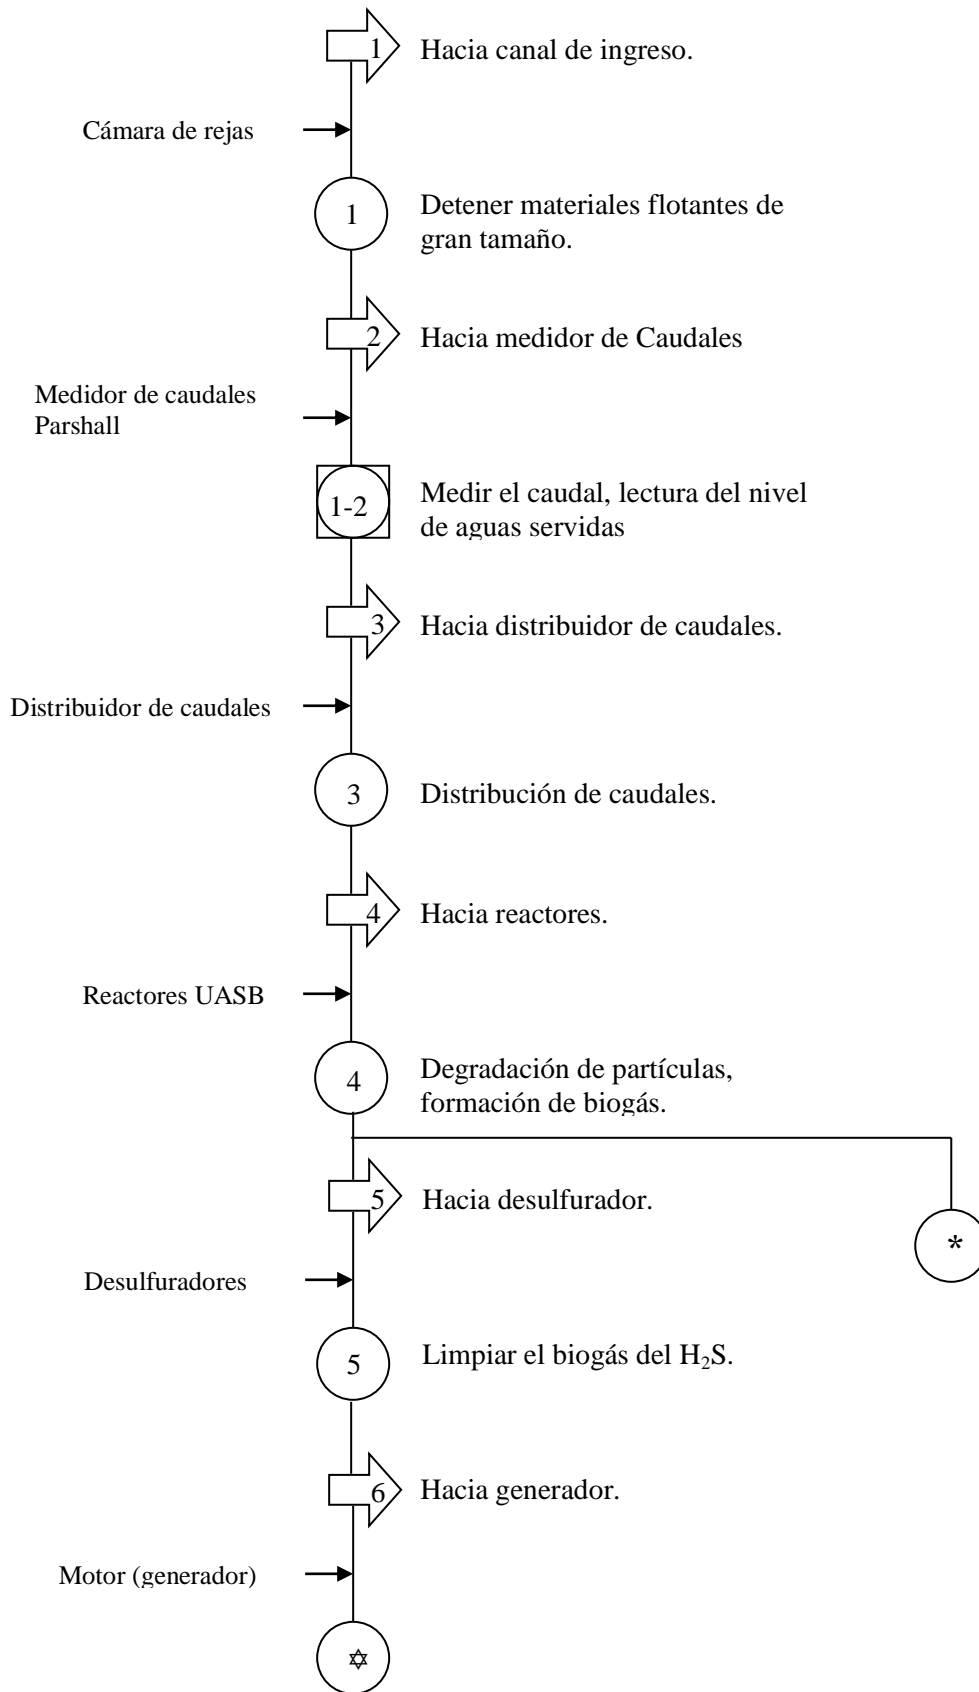 1
Hacia canal de ingreso.
Cámara de rejas
1
Detener materiales flotantes de
gran tamaño.
2
Hacia medidor de Caudales
Medidor de caudales
Parshall
1-2
Medir el caudal, lectura del nivel
de aguas servidas
3
Hacia distribuidor de caudales.
Distribuidor de caudales
3
Distribución de caudales.
4
Hacia reactores.
Reactores UASB
4
Degradación de partículas,
formación de biogás.
5
Hacia desulfurador.
*
Desulfuradores
5
Limpiar el biogás del H₂S.
6
Hacia generador.
Motor (generador)
✡